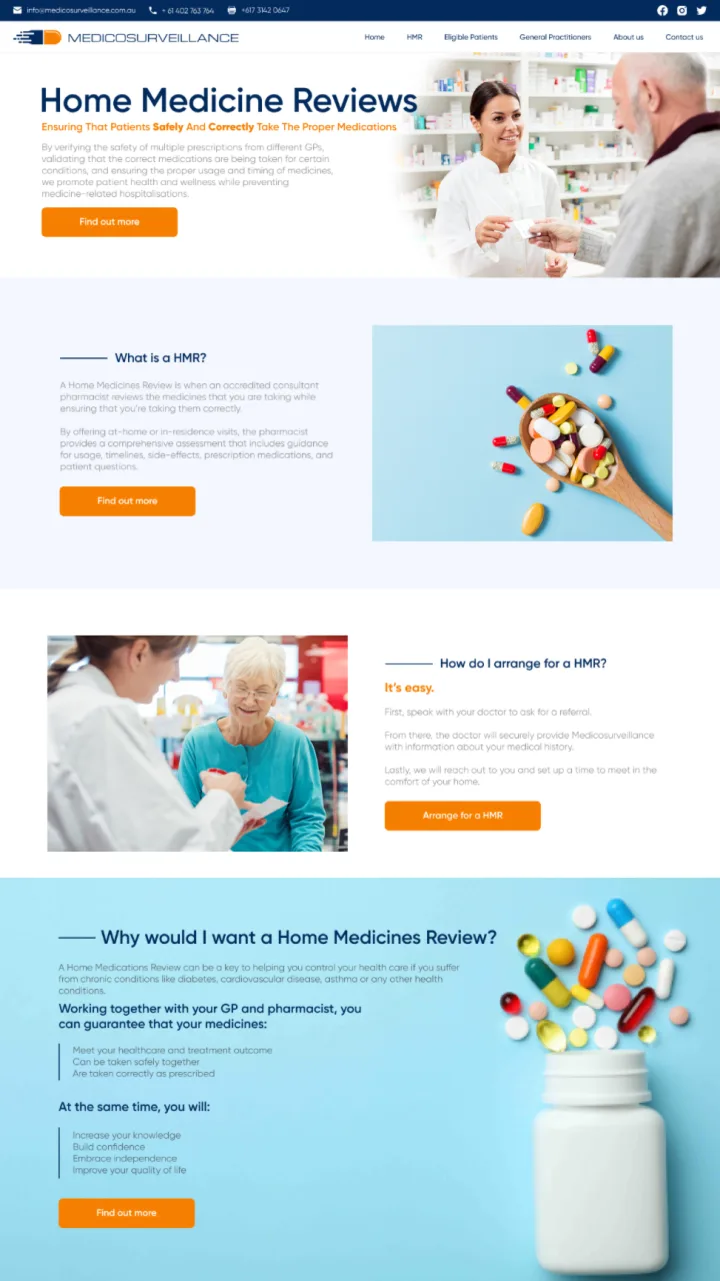 info@medicosurveillance.com.au + 61 402 763 764 +617 3142 0647
MEDICOSURVEILLANCE
Home HMR Eligible Patients General Practitioners About us Contact us
Home Medicine Reviews
Ensuring That Patients Safely And Correctly Take The Proper Medications
By verifying the safety of multiple prescriptions from different GPs,
validating that the correct medications are being taken for certain
conditions, and ensuring the proper usage and timing of medicines,
we promote patient health and wellness while preventing
medicine-related hospitalisations.
Find out more
What is a HMR?
A Home Medicines Review is when an accredited consultant
pharmacist reviews the medicines that you are taking while
ensuring that you're taking them correctly.
By offering at-home or in-residence visits, the pharmacist
provides a comprehensive assessment that includes guidance
for usage, timelines, side-effects, prescription medications, and
patient questions.
Find out more
How do I arrange for a HMR?
It's easy.
First, speak with your doctor to ask for a referral.
From there, the doctor will securely provide Medicosurveillance
with information about your medical history.
Lastly, we will reach out to you and set up a time to meet in the
comfort of your home.
Arrange for a HMR
Why would I want a Home Medicines Review?
A Home Medications Review can be a key to helping you control your health care if you suffer
from chronic conditions like diabetes, cardiovascular disease, asthma or any other health
conditions.
Working together with your GP and pharmacist, you
can guarantee that your medicines:
Meet your healthcare and treatment outcome
Can be taken safely together
Are taken correctly as prescribed
At the same time, you will:
Increase your knowledge
Build confidence
Embrace independence
Improve your quality of life
Find out more